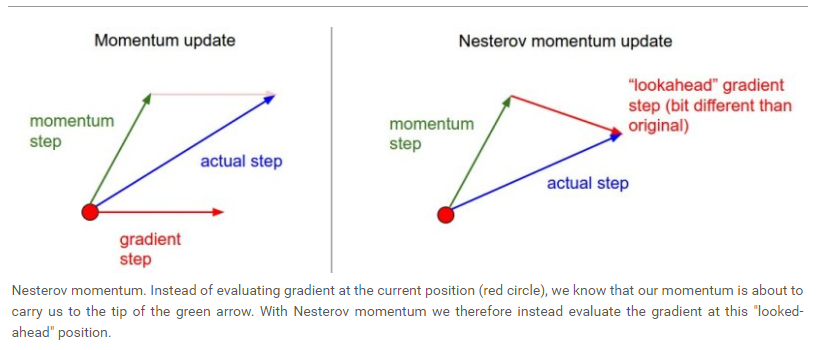 Momentum update
momentum
step
actual step
gradient
step
Nesterov momentum update
momentum
step
"lookahead" gradient
step (bit different than
original)
actual step
Nesterov momentum. Instead of evaluating gradient at the current position (red circle), we know that our momentum is about to
carry us to the tip of the green arrow. With Nesterov momentum we therefore instead evaluate the gradient at this "looked-
ahead" position.